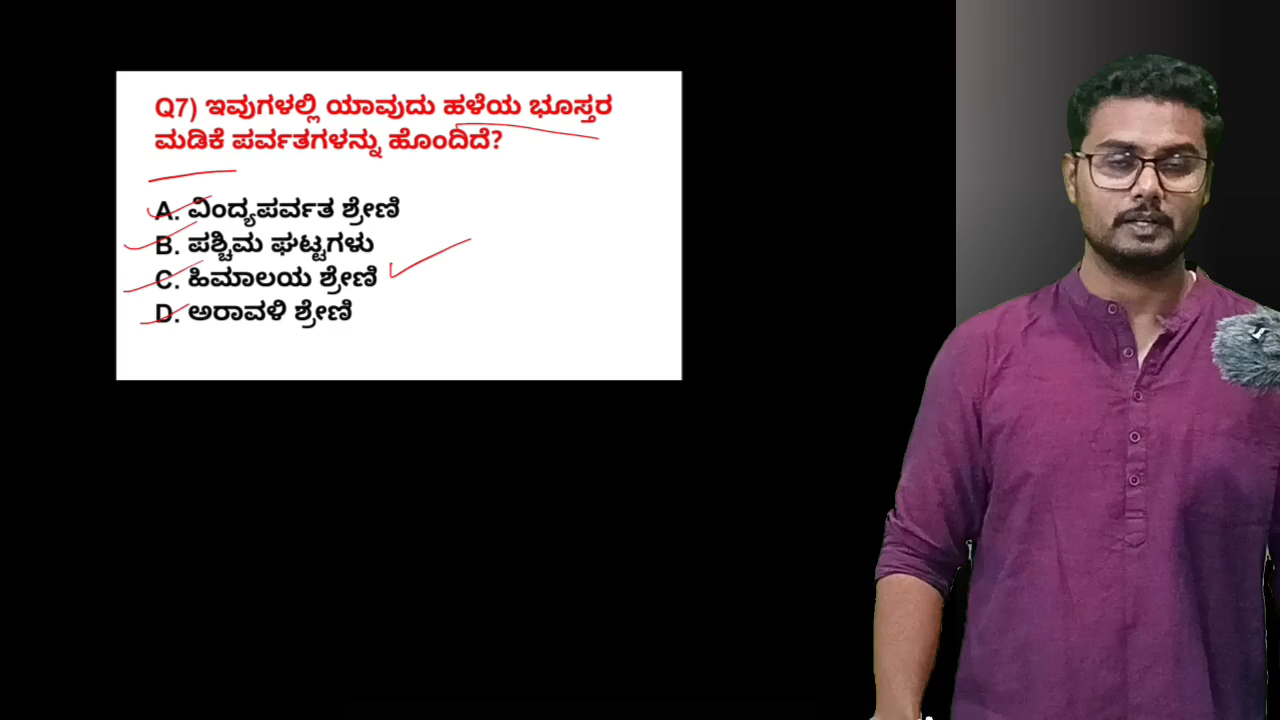 Q7) ಇವುಗಳಲ್ಲಿ ಯಾವುದು ಹಳೆಯ ಭೂಸ್ತರ
ಮಡಿಕೆ ಪರ್ವತಗಳನ್ನು ಹೊಂದಿದೆ?
A. ವಿಂದ್ಯಪರ್ವತ ಶ್ರೇಣಿ
B. ಪಶ್ಚಿಮ ಘಟ್ಟಗಳು
C. ಹಿಮಾಲಯ ಶ್ರೇಣಿ
D. ಅರಾವಳಿ ಶ್ರೇಣಿ